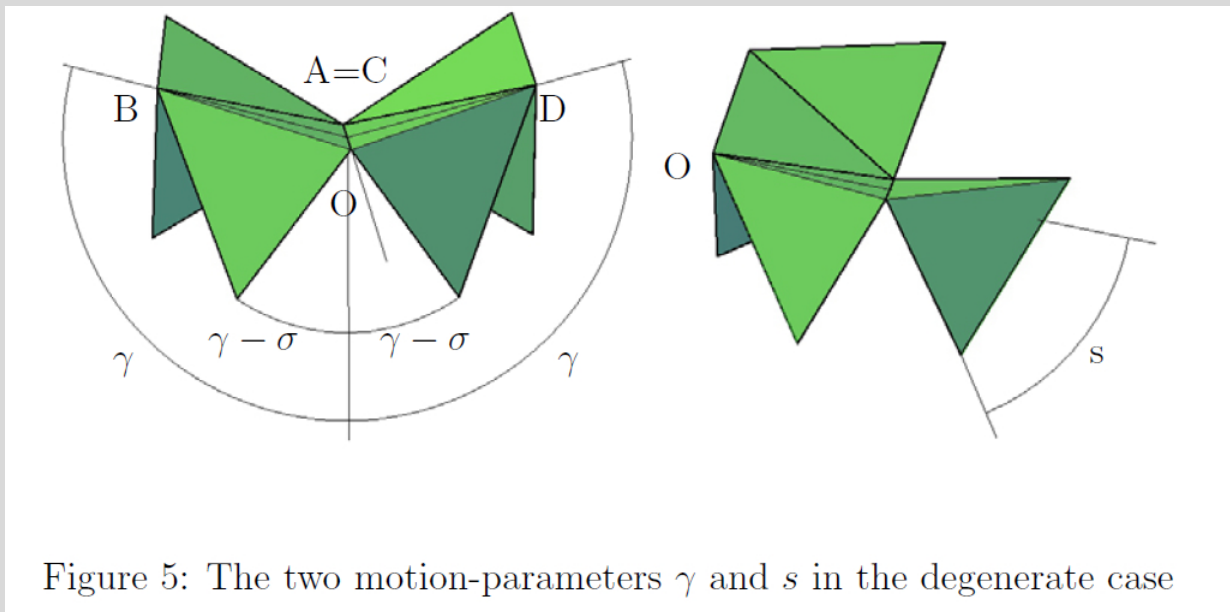 A=C
B
D
O
O
γ − σ
γ − σ
γ
γ
s
Figure 5: The two motion-parameters γ and s in the degenerate case